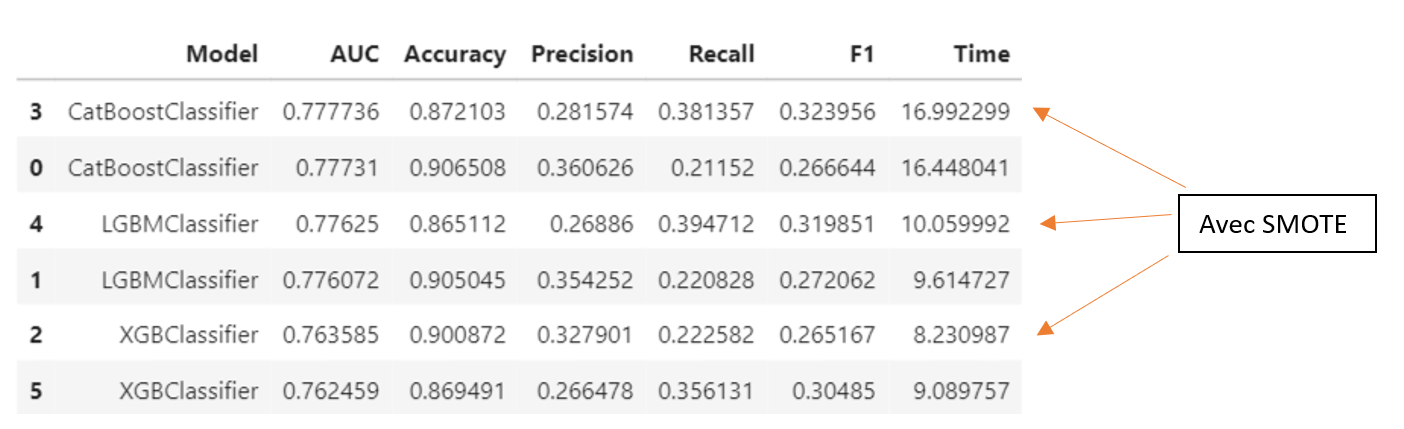 Model AUC Accuracy Precision Recall F1 Time
3 CatBoostClassifier 0.777736 0.872103 0.281574 0.381357 0.323956 16.992299
0 CatBoostClassifier 0.77731 0.906508 0.360626 0.21152 0.266644 16.448041
4 LGBMClassifier 0.77625 0.865112 0.26886 0.394712 0.319851 10.059992
1 LGBMClassifier 0.776072 0.905045 0.354252 0.220828 0.272062 9.614727
2 XGBClassifier 0.763585 0.900872 0.327901 0.222582 0.265167 8.230987
5 XGBClassifier 0.762459 0.869491 0.266478 0.356131 0.30485 9.089757
Avec SMOTE